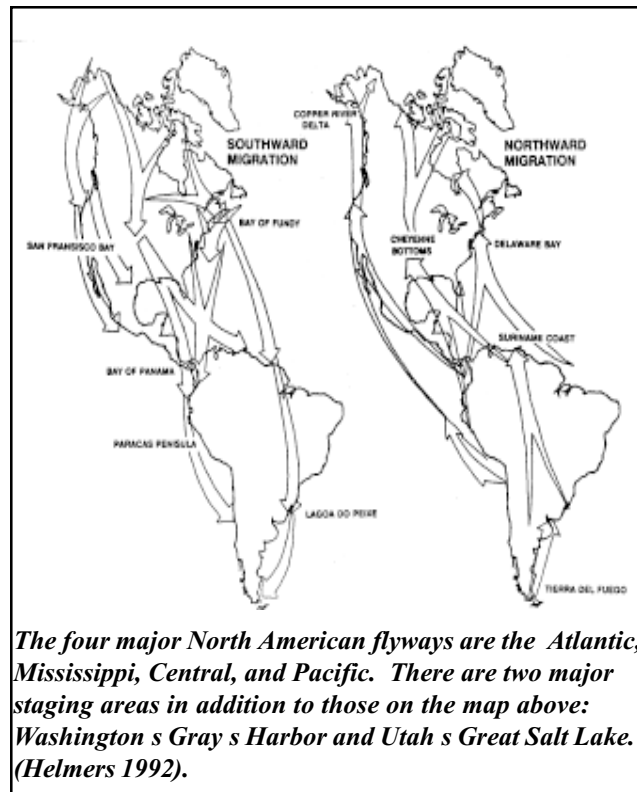 COPPER RIVER
DELTA
SOUTHWARD
MIGRATION
BAY OF FUNDY
SAN FRANSISCO BAY
BAY OF PANAMA
PARACAS PENISULA
LAGOA DO PEIXE
NORTHWARD
MIGRATION
CHEYENNE
BOTTOMS
DELAWARE BAY
SURINAME COAST
TIERRA DEL FUEGO
The four major North American flyways are the Atlantic,
Mississippi, Central, and Pacific. There are two major
staging areas in addition to those on the map above:
Washington s Gray s Harbor and Utah s Great Salt Lake.
(Helmers 1992).